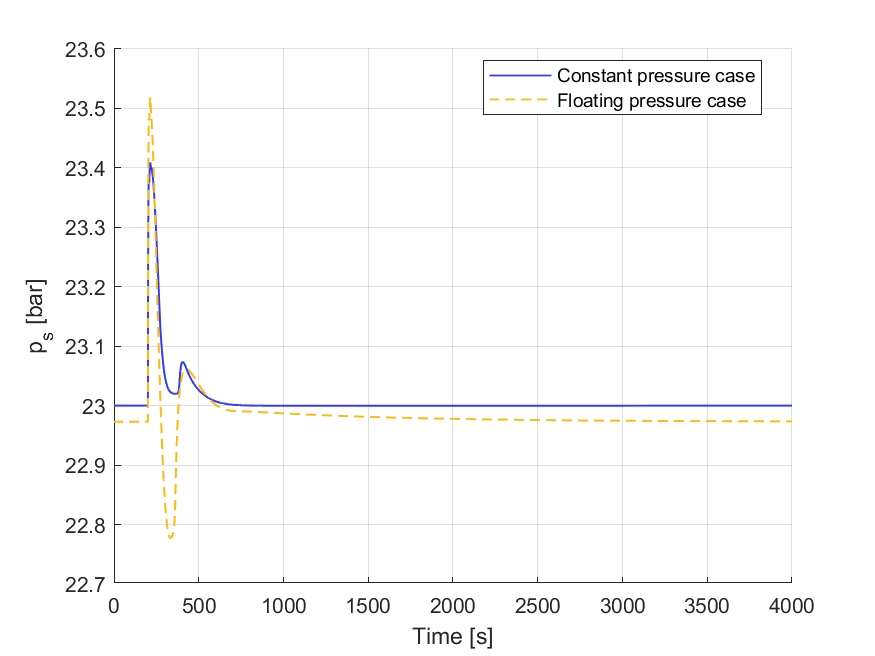 23.6
23.5
23.4
23.3
23.2
23.1
23
22.9
22.8
22.7
p_s [bar]
Constant pressure case
Floating pressure case
0 500 1000 1500 2000 2500 3000 3500 4000
Time [s]